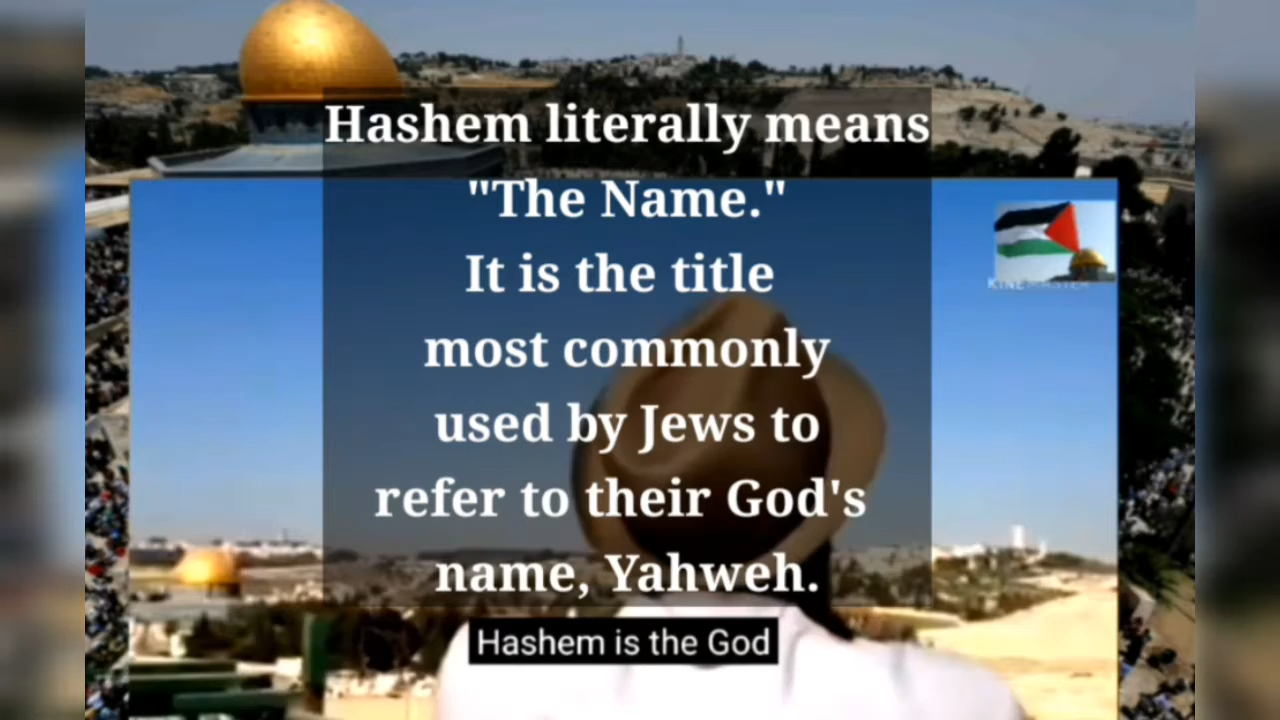 Hashem literally means
"The Name."
It is the title
most commonly
used by Jews to
refer to their God's
name, Yahweh.
Hashem is the God
KINEMASTER